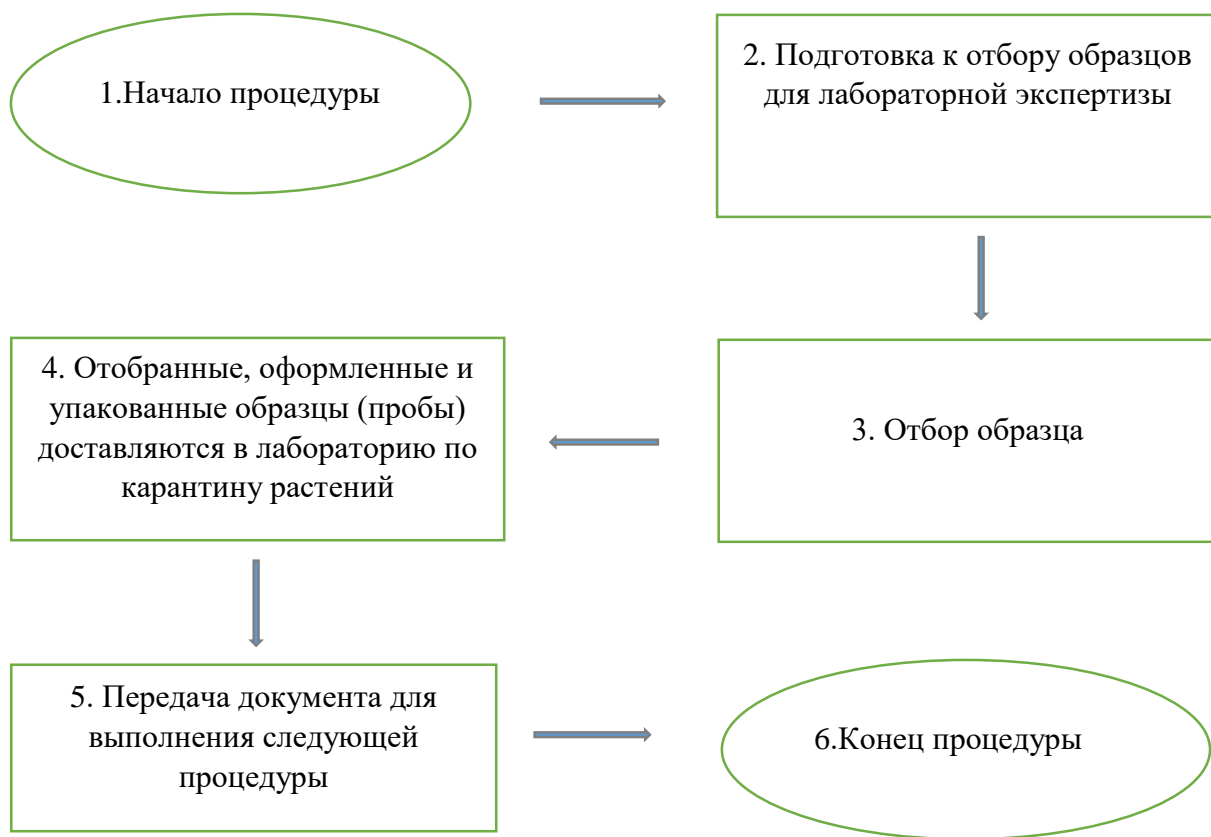 1.Начало процедуры
2. Подготовка к отбору образцов
для лабораторной экспертизы
3. Отбор образца
4. Отобранные, оформленные и
упакованные образцы (пробы)
доставляются в лабораторию по
карантину растений
5. Передача документа для
выполнения следующей
процедуры
6.Конец процедуры